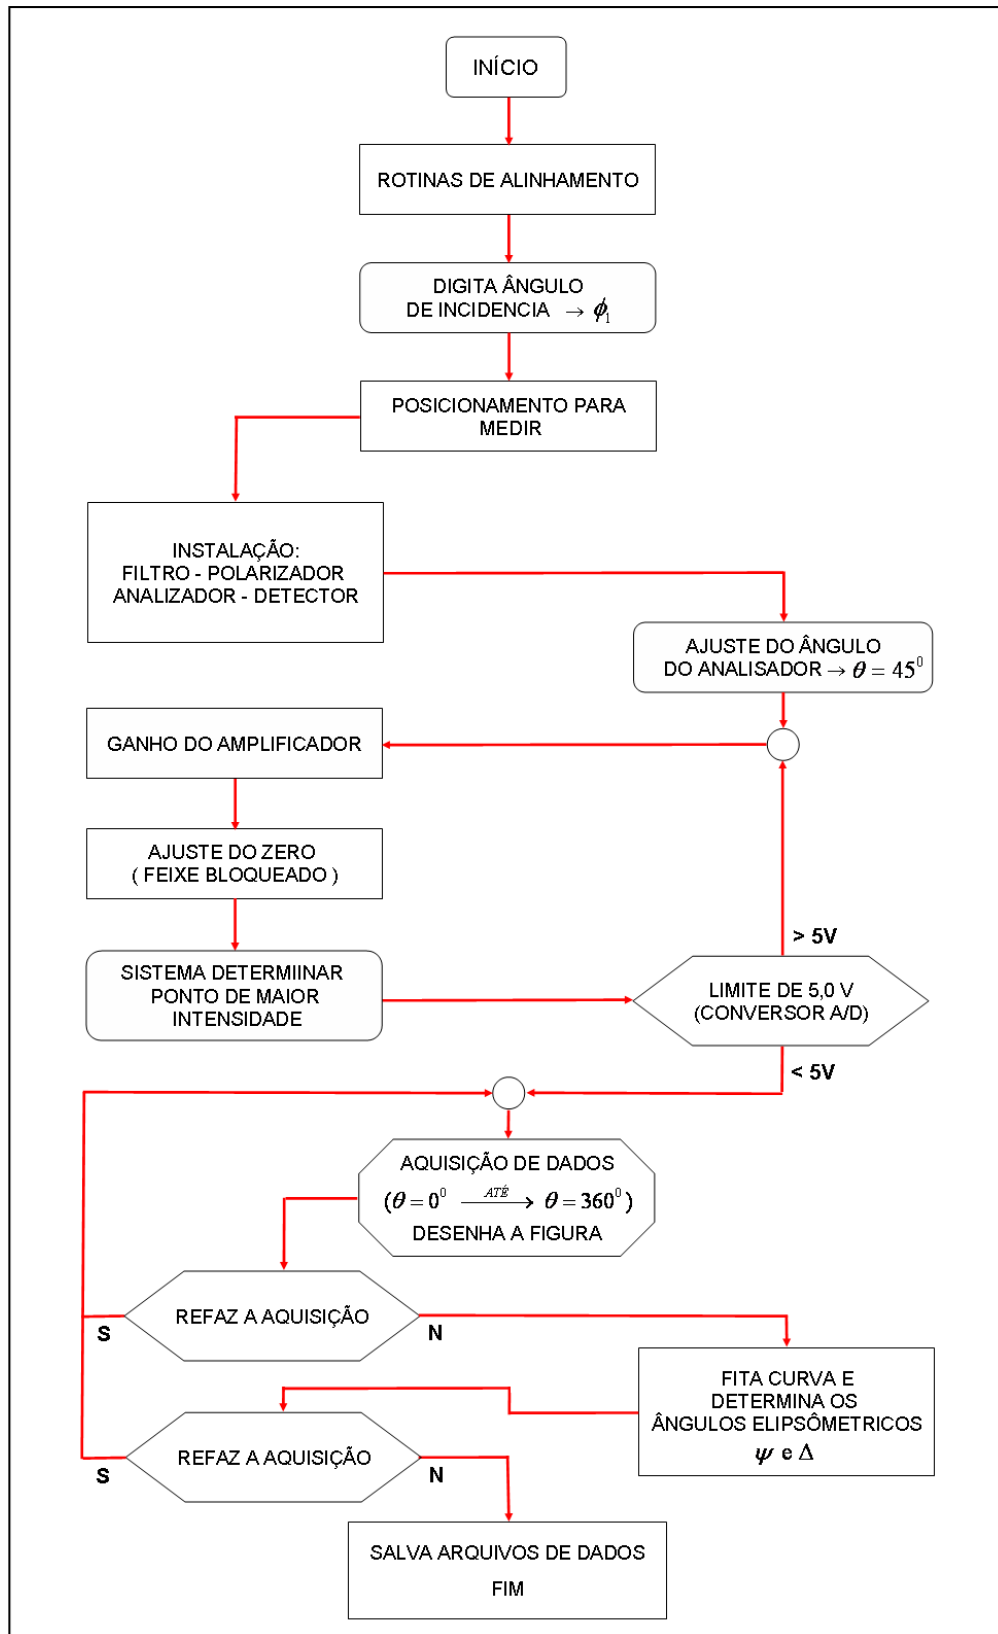 INÍCIO
ROTINAS DE ALINHAMENTO
DIGITA ÂNGULO
DE INCIDENCIA → ϕ₁
POSICIONAMENTO PARA
MEDIR
INSTALAÇÃO:
FILTRO - POLARIZADOR
ANALIZADOR - DETECTOR
AJUSTE DO ÂNGULO
DO ANALISADOR → θ = 45⁰
GANHO DO AMPLIFICADOR
AJUSTE DO ZERO
( FEIXE BLOQUEADO )
SISTEMA DETERMIINAR
PONTO DE MAIOR
INTENSIDADE
> 5V
LIMITE DE 5,0 V
(CONVERSOR A/D)
< 5V
AQUISIÇÃO DE DADOS
(θ = 0⁰ ATÉ → θ = 360⁰)
DESENHA A FIGURA
REFAZ A AQUISIÇÃO
S
N
FITA CURVA E
DETERMINA OS
ÂNGULOS ELIPSÔMETRICOS
ψ e Δ
REFAZ A AQUISIÇÃO
S
N
SALVA ARQUIVOS DE DADOS
FIM